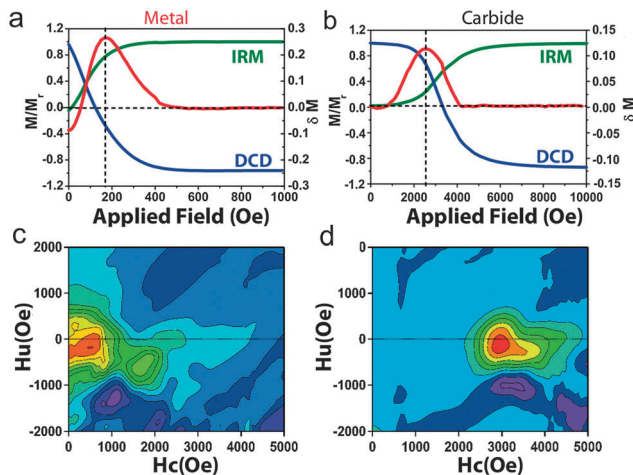 a Metal
b Carbide
1.2 0.3
0.8 0.2
0.4 0.1
0.0 0.0
-0.4 0.1
-0.8 0.2
-1.2 0.3
M/Mr
δ M
IRM
DCD
0 200 400 600 800 1000
Applied Field (Oe)
1.2 0.15
0.8 0.10
0.4 0.05
0.0 0.00
-0.4 -0.05
-0.8 -0.10
-1.2 -0.15
M/Mr
δ M
IRM
DCD
0 2000 4000 6000 8000 10000
Applied Field (Oe)
c
2000
1000
0
-1000
-2000
Hu(Oe)
0 1000 2000 3000 4000 5000
Hc(Oe)
d
0
1000
0
-1000
-2000
Hu(Oe)
0 1000 2000 3000 4000 5000
Hc(Oe)